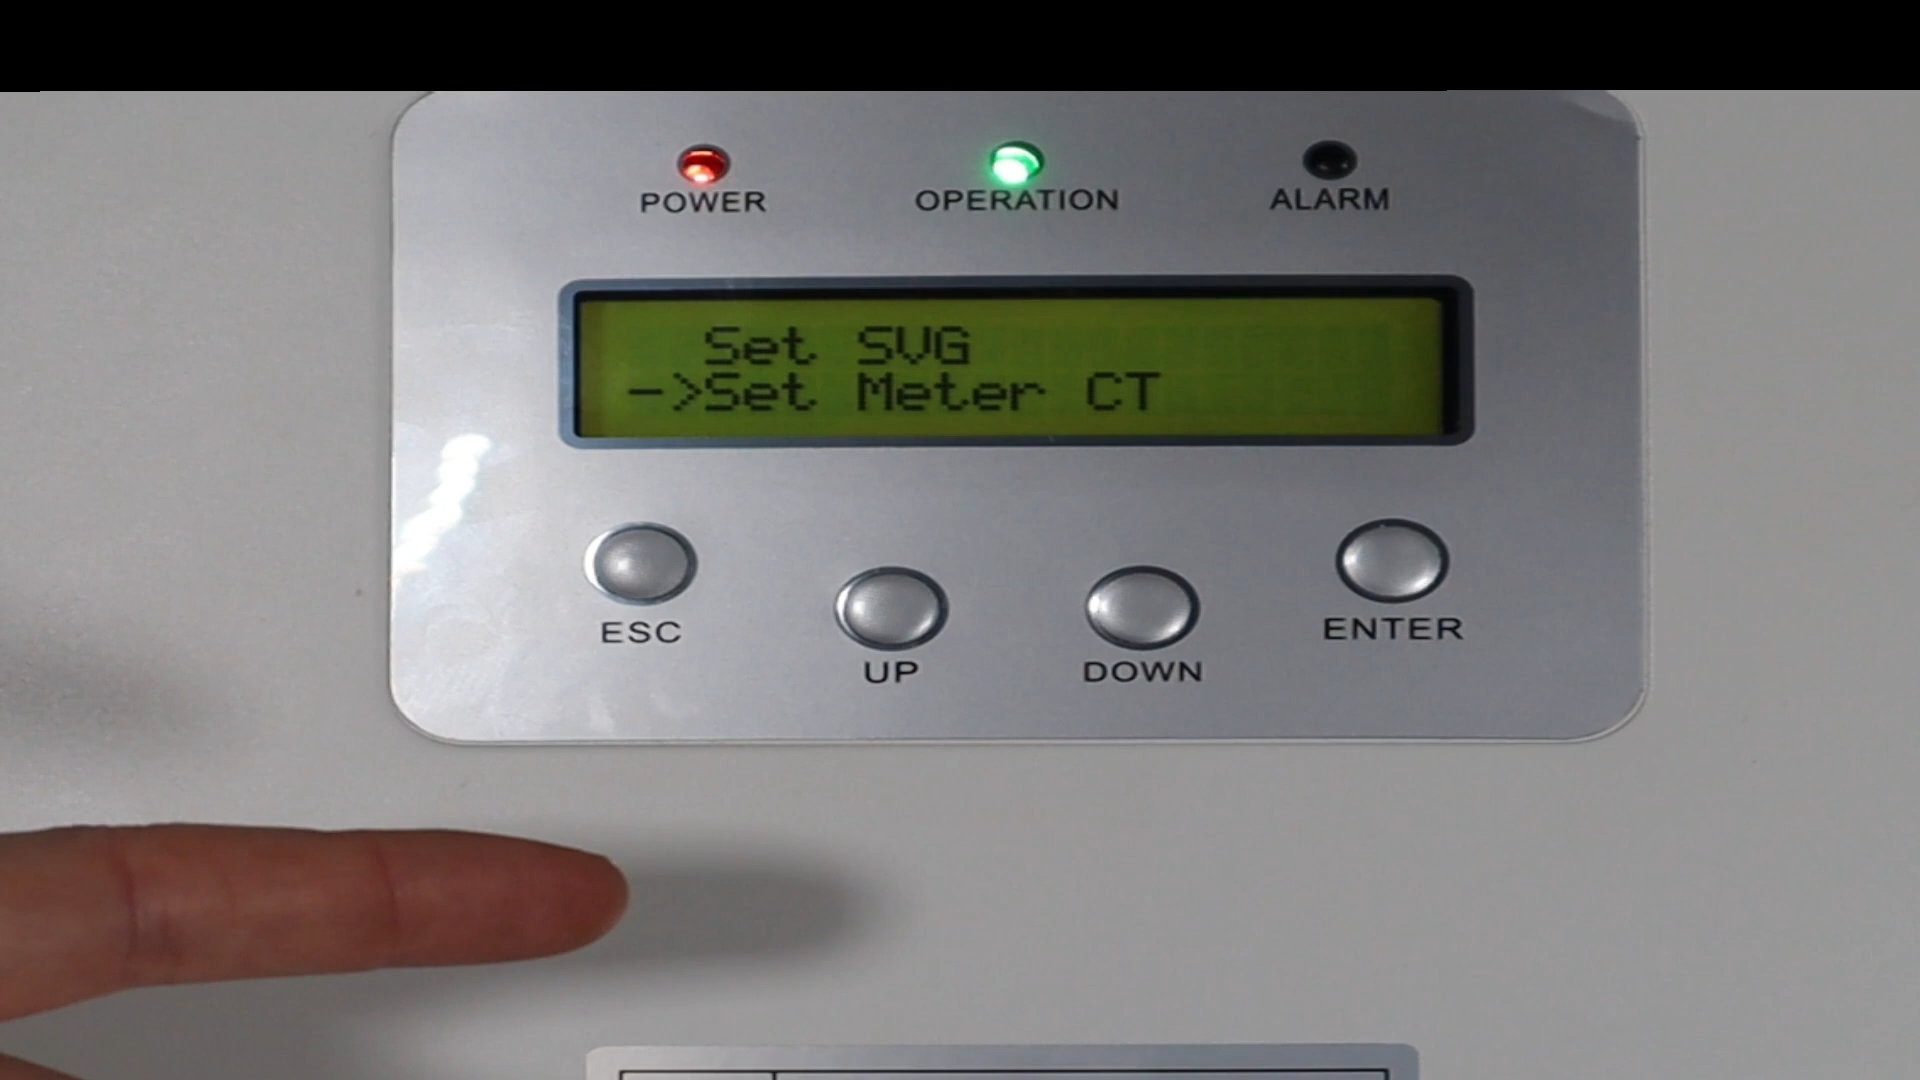 POWER OPERATION ALARM
Set SVG
->Set Meter CT
ESC UP DOWN ENTER